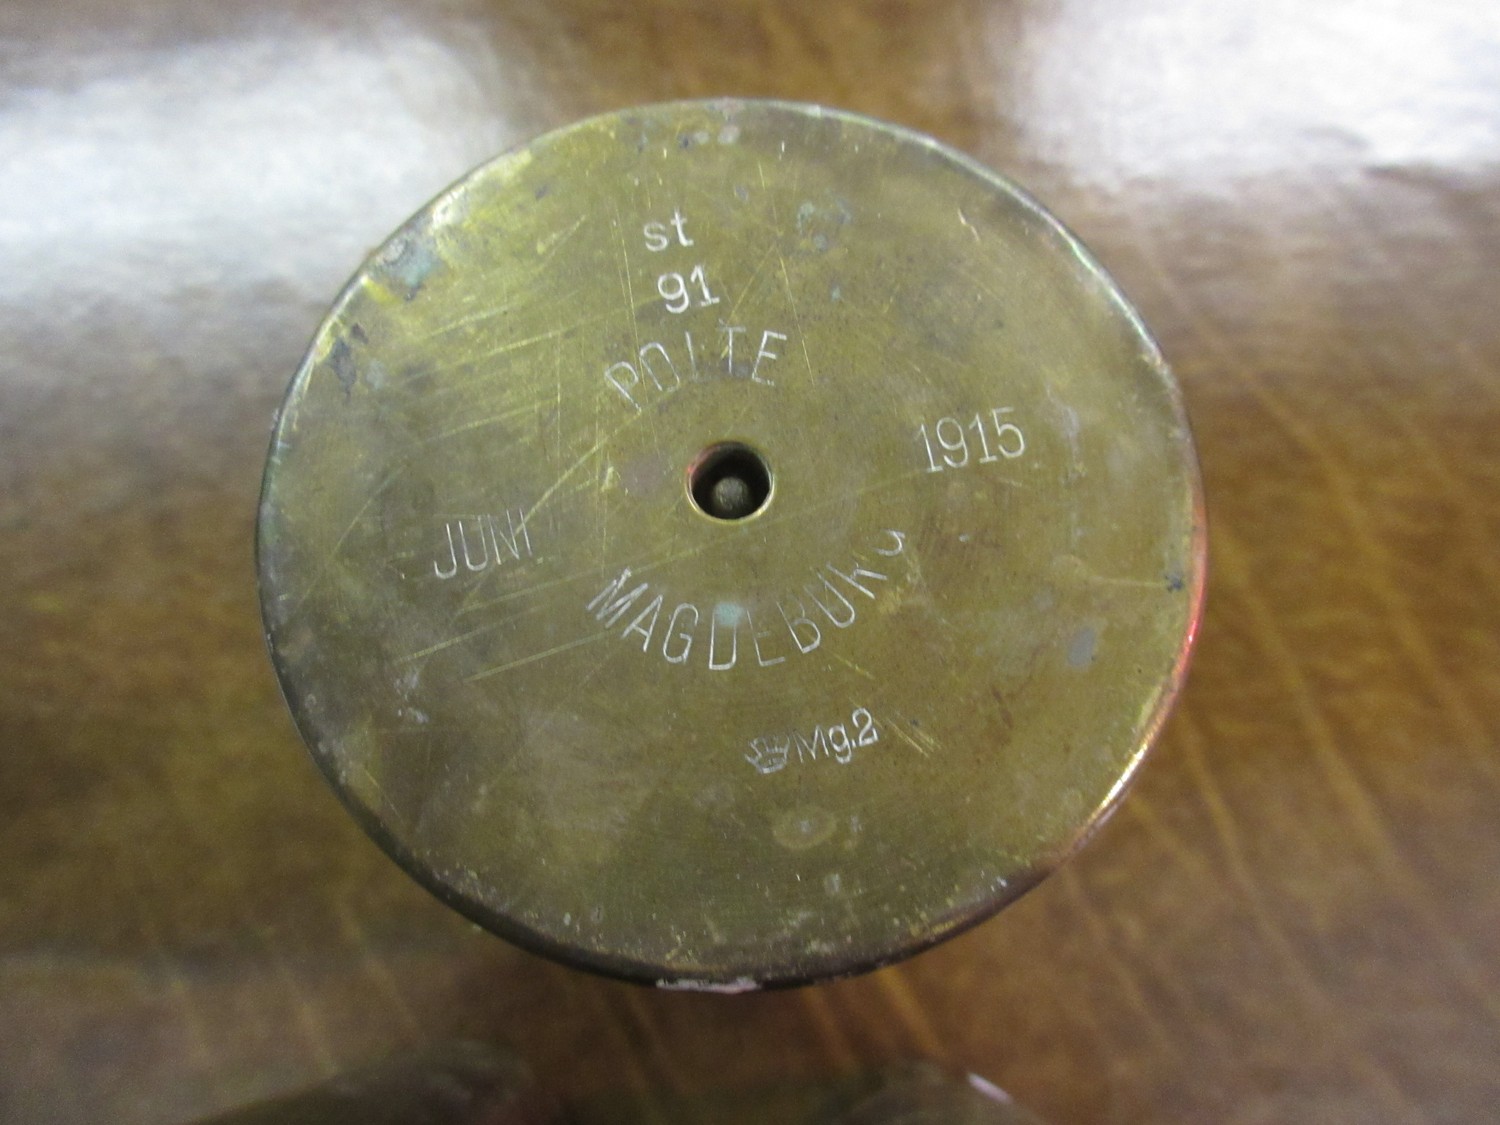 st
91
POLTE
1915
JUNI
MAGDEBURG
Mg.2